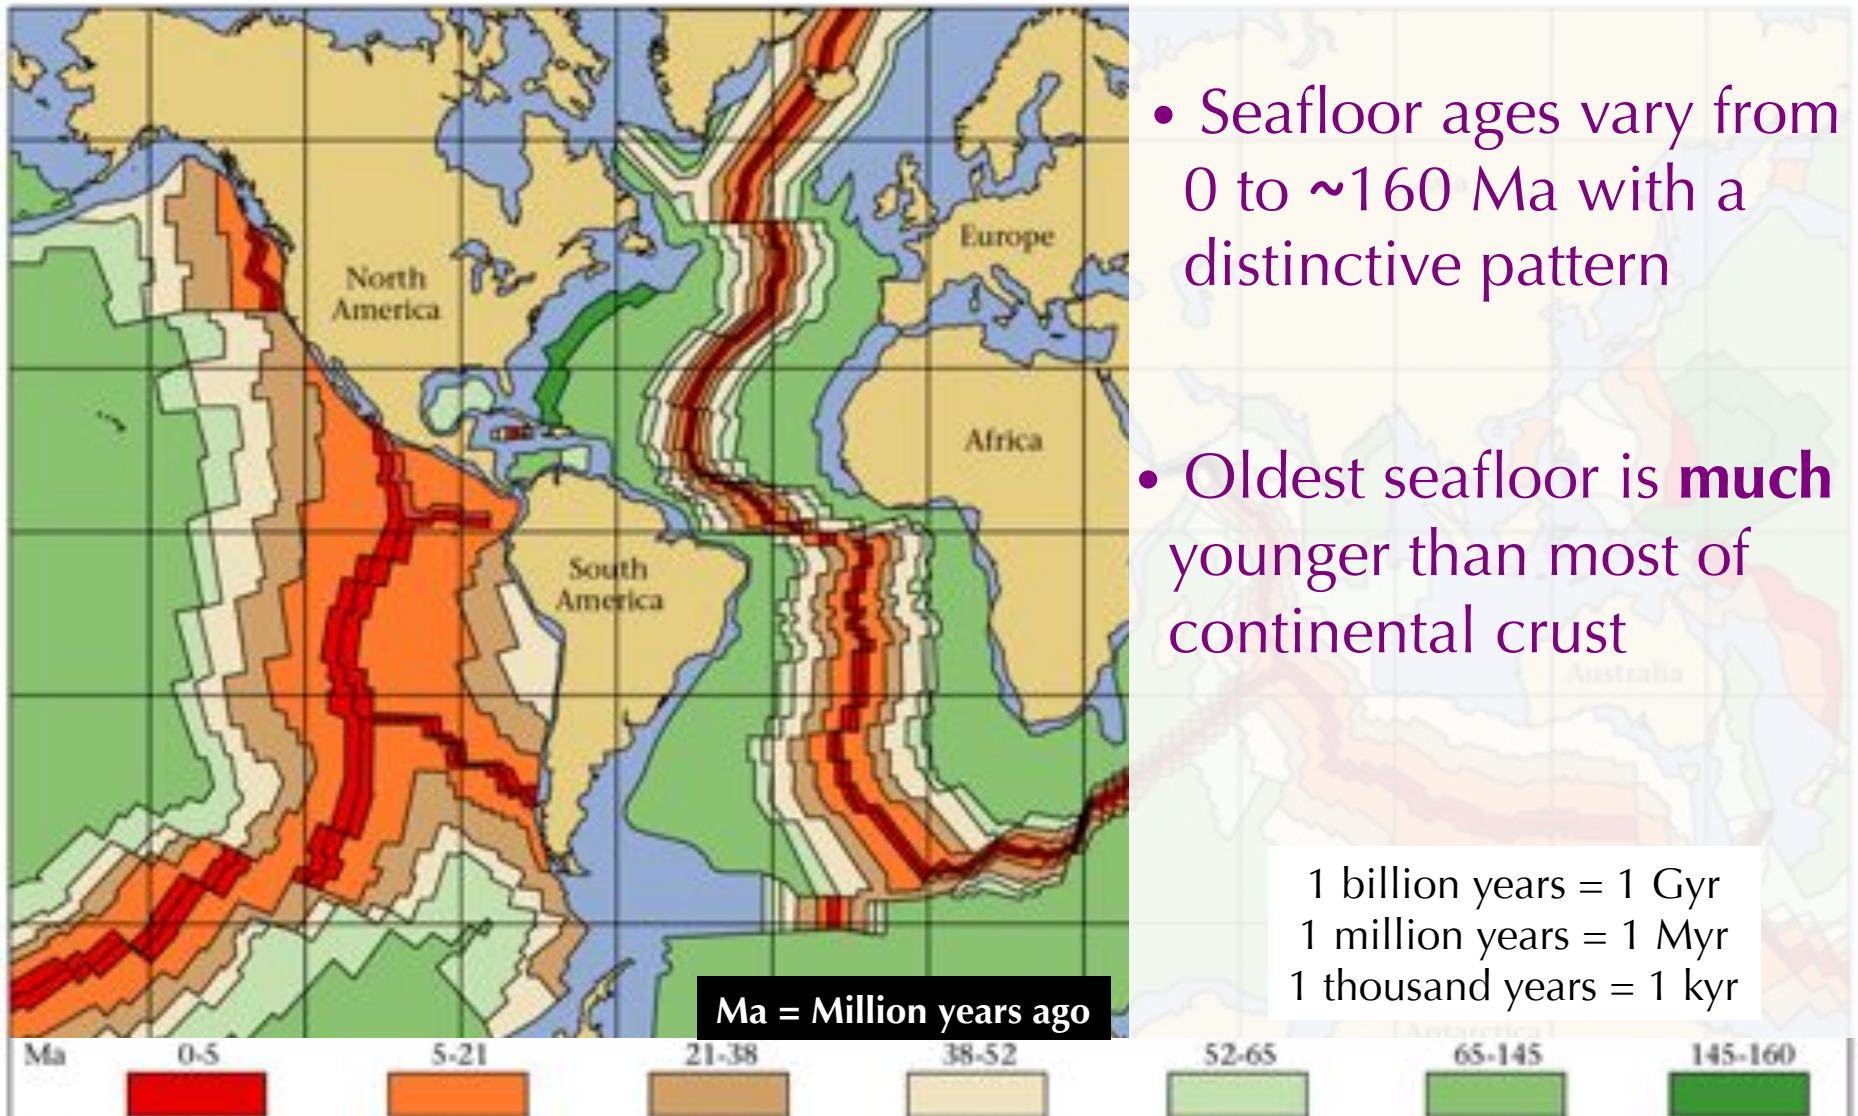 North
America
Europe
Africa
South
America
• Seafloor ages vary from
0 to ~160 Ma with a
distinctive pattern
• Oldest seafloor is much
younger than most of
continental crust
Australia
1 billion years = 1 Gyr
1 million years = 1 Myr
1 thousand years = 1 kyr
Antarctica
Ma = Million years ago
Ma 0-5 5-21 21-38 38-52 52-65 65-145 145-160